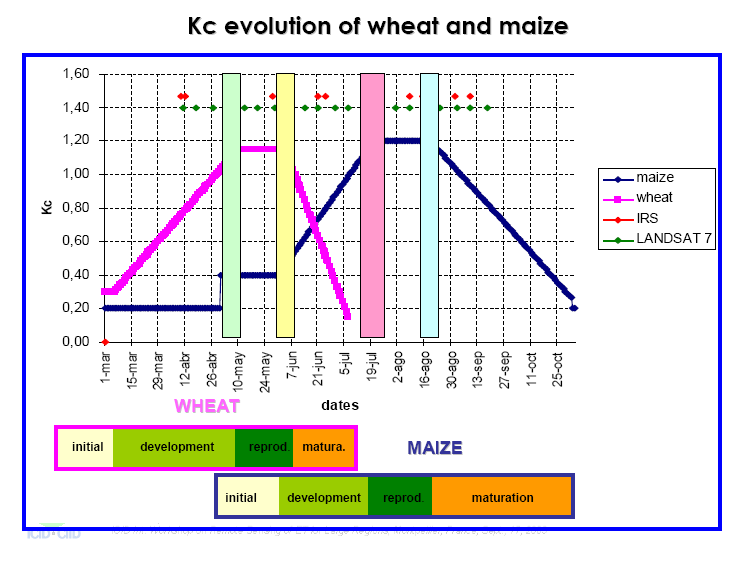 Kc evolution of wheat and maize
1,60
1,40
1,20
1,00
0,80
0,60
0,40
0,20
0,00
Kc
1-mar
15-mar
29-mar
12-abr
26-abr
10-may
24-may
7-jun
21-jun
5-jul
19-jul
2-ago
16-ago
30-ago
13-sep
27-sep
11-oct
25-oct
dates
maize
wheat
IRS
LANDSAT 7
WHEAT
initial development reprod. matura.
MAIZE
initial development reprod. maturation